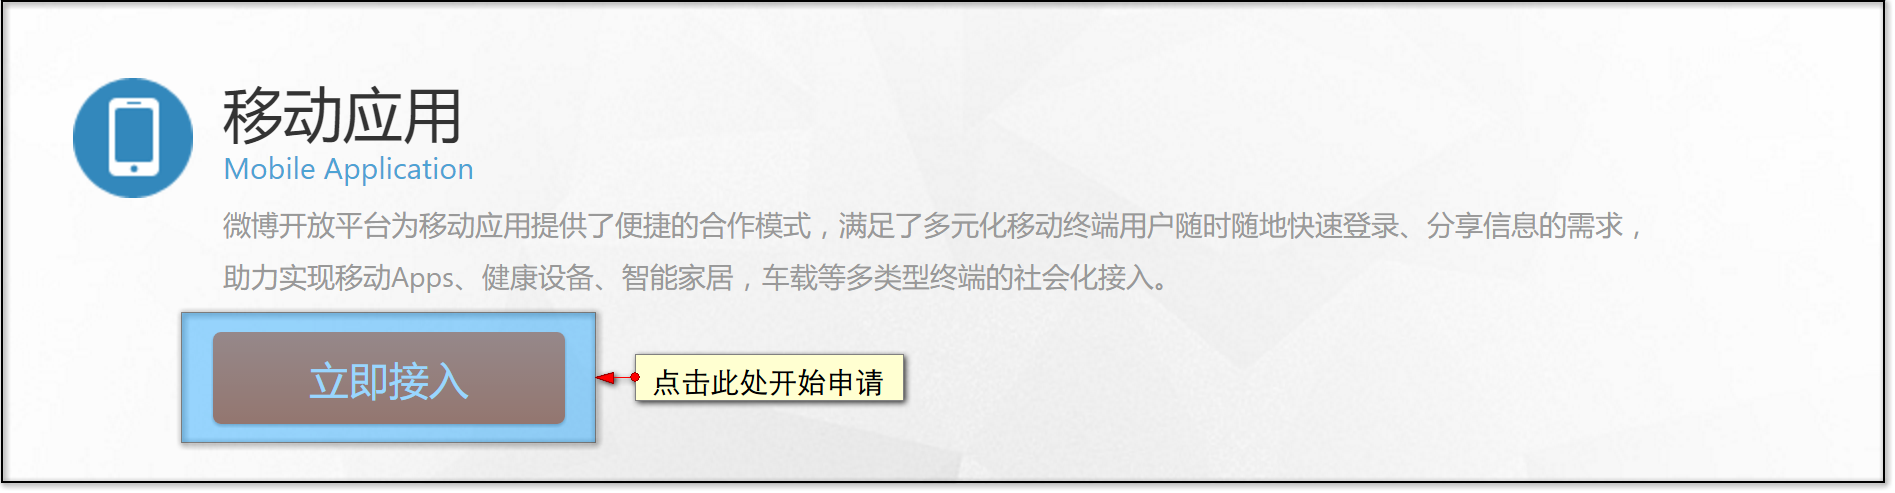 移动应用
Mobile Application
微博开放平台为移动应用提供了便捷的合作模式，满足了多元化移动终端用户随时随地快速登录、分享信息的需求，
助力实现移动Apps、健康设备、智能家居，车载等多类型终端的社会化接入。
立即接入
点击此处开始申请